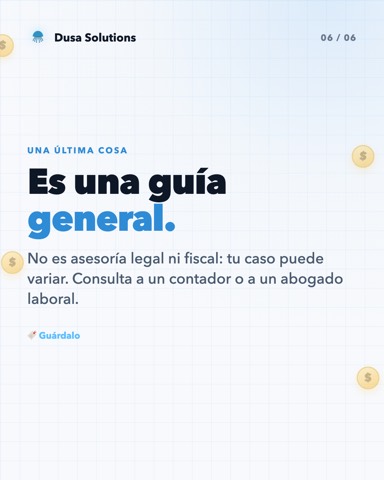 Dusa Solutions
06 / 06
UNA ÚLTIMA COSA
Es una guía
general.
No es asesoría legal ni fiscal: tu caso puede
variar. Consulta a un contador o a un abogado
laboral.
Guárdalo
$
$
$
$